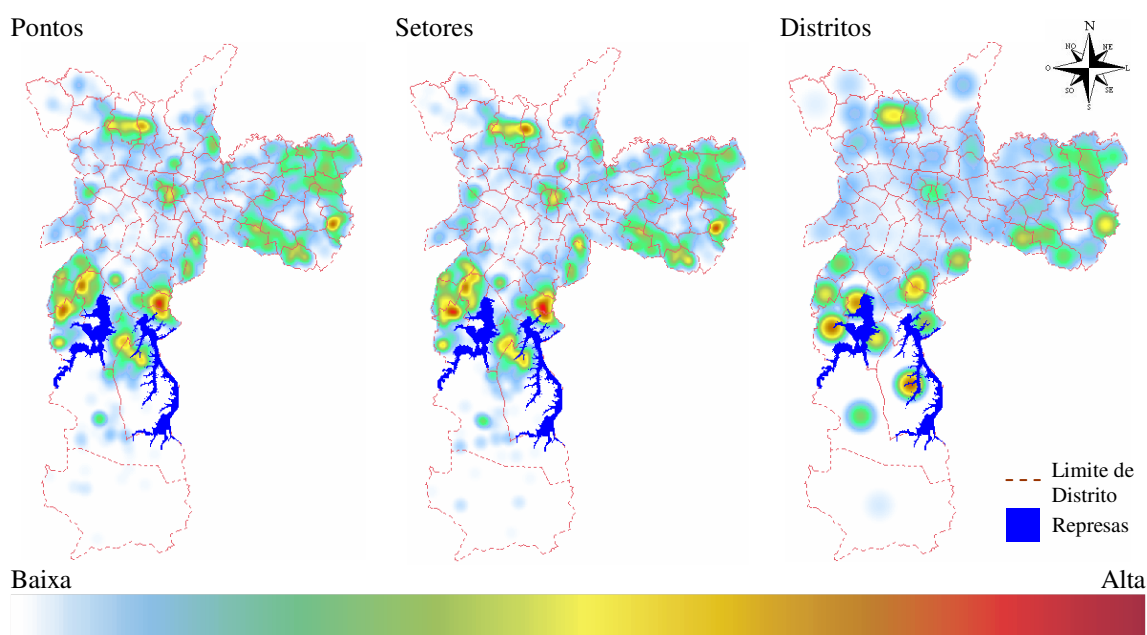 Pontos
Setores
Distritos
N
NO
NE
O
L
SO
SE
S
Limite de
Distrito
Represas
Baixa
Alta